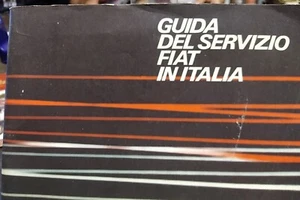 GUIDA
DEL SERVIZIO
FIAT
IN ITALIA